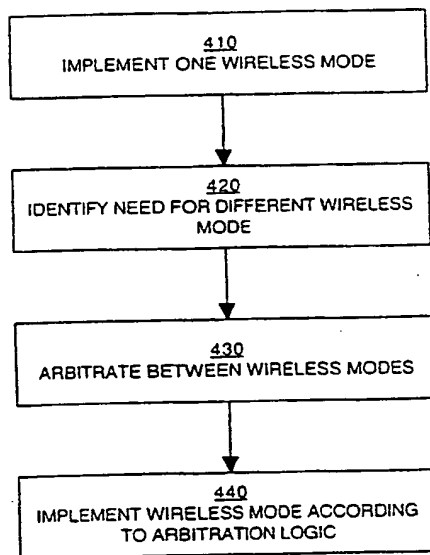 410
IMPLEMENT ONE WIRELESS MODE
420
IDENTIFY NEED FOR DIFFERENT WIRELESS
MODE
430
ARBITRATE BETWEEN WIRELESS MODES
440
IMPLEMENT WIRELESS MODE ACCORDING
TO ARBITRATION LOGIC